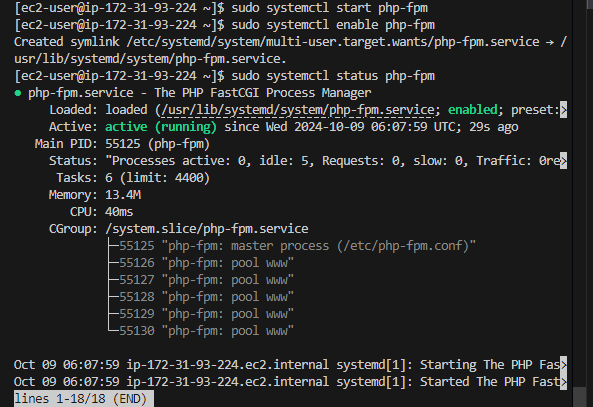 [ec2-user@ip-172-31-93-224 ~]$ sudo systemctl start php-fpm
[ec2-user@ip-172-31-93-224 ~]$ sudo systemctl enable php-fpm
Created symlink /etc/systemd/system/multi-user.target.wants/php-fpm.service → /
usr/lib/systemd/system/php-fpm.service.
[ec2-user@ip-172-31-93-224 ~]$ sudo systemctl status php-fpm
● php-fpm.service - The PHP FastCGI Process Manager
     Loaded: loaded (/usr/lib/systemd/system/php-fpm.service; enabled; preset:>
     Active: active (running) since Wed 2024-10-09 06:07:59 UTC; 29s ago
   Main PID: 55125 (php-fpm)
     Status: "Processes active: 0, idle: 5, Requests: 0, slow: 0, Traffic: 0re>
      Tasks: 6 (limit: 4400)
     Memory: 13.4M
        CPU: 40ms
     CGroup: /system.slice/php-fpm.service
             ├─55125 "php-fpm: master process (/etc/php-fpm.conf)"
             ├─55126 "php-fpm: pool www"
             ├─55127 "php-fpm: pool www"
             ├─55128 "php-fpm: pool www"
             ├─55129 "php-fpm: pool www"
             └─55130 "php-fpm: pool www"
Oct 09 06:07:59 ip-172-31-93-224.ec2.internal systemd[1]: Starting The PHP Fas>
Oct 09 06:07:59 ip-172-31-93-224.ec2.internal systemd[1]: Started The PHP Fast>
lines 1-18/18 (END)